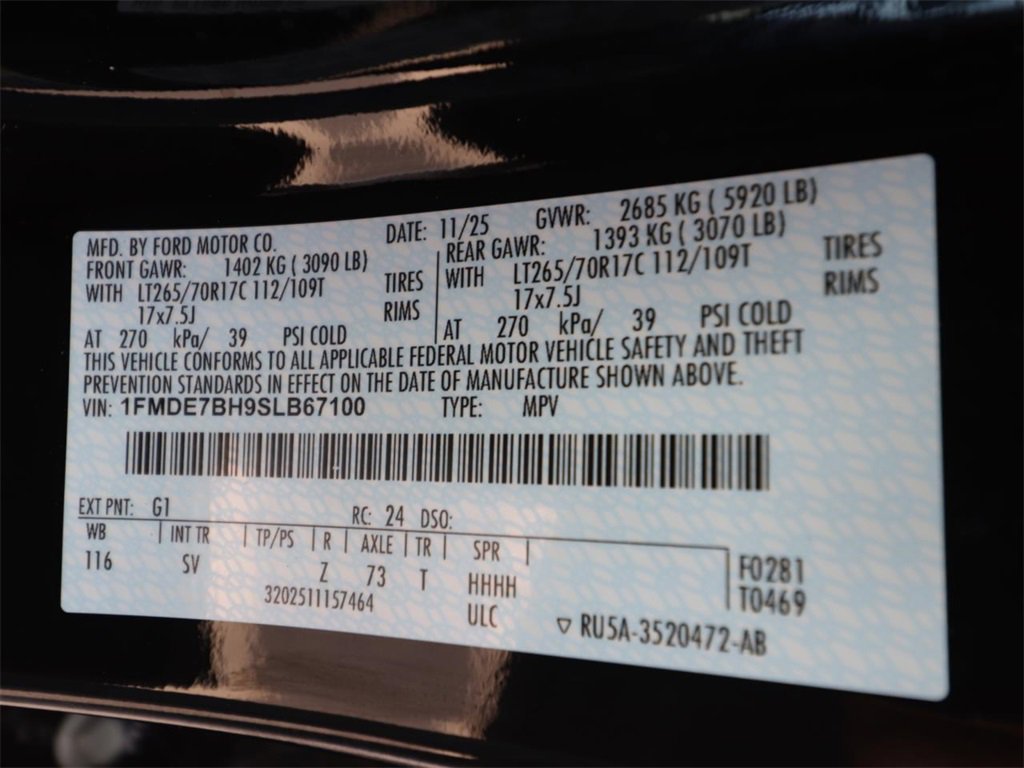 MFD. BY FORD MOTOR CO. DATE: 11/25 GVWR: 2685 KG ( 5920 LB)
FRONT GAWR: 1402 KG ( 3090 LB) REAR GAWR: 1393 KG ( 3070 LB)
WITH LT265/70R17C 112/109T TIRES WITH LT265/70R17C 112/109T TIRES
17x7.5J RIMS 17x7.5J RIMS
AT 270 kPa/ 39 PSI COLD AT 270 kPa/ 39 PSI COLD
THIS VEHICLE CONFORMS TO ALL APPLICABLE FEDERAL MOTOR VEHICLE SAFETY AND THEFT
PREVENTION STANDARDS IN EFFECT ON THE DATE OF MANUFACTURE SHOWN ABOVE.
VIN: 1FMDE7BH9SLB67100 TYPE: MPV
EXT PNT: G1 RC: 24 DSO:
WB INT TR TP/PS R AXLE TR SPR
116 SV Z 73 T HHHH F0281
3202511157464 ULC T0469
▽ RU5A-3520472-AB